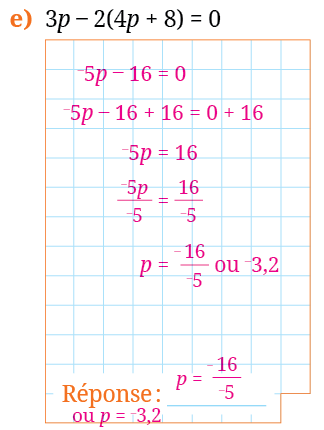 e) 3p − 2(4p + 8) = 0
⁻5p − 16 = 0
⁻5p − 16 + 16 = 0 + 16
⁻5p = 16
⁻5p/⁻5 = 16/⁻5
p = ⁻16/⁻5 ou ⁻3,2
Réponse : p = ⁻16/⁻5
ou p = ⁻3,2